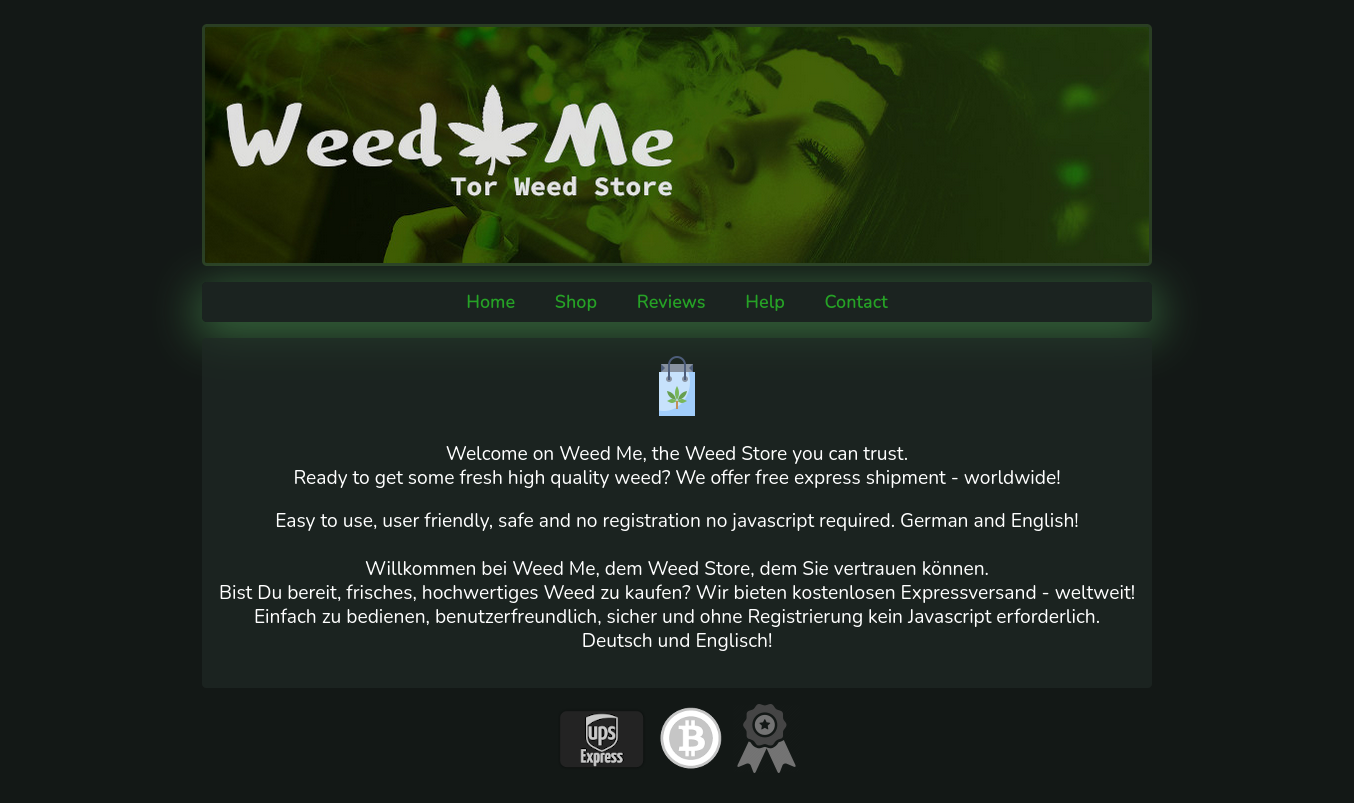 Weed Me
Tor Weed Store
Home Shop Reviews Help Contact
Welcome on Weed Me, the Weed Store you can trust.
Ready to get some fresh high quality weed? We offer free express shipment - worldwide!
Easy to use, user friendly, safe and no registration no javascript required. German and English!
Willkommen bei Weed Me, dem Weed Store, dem Sie vertrauen können.
Bist Du bereit, frisches, hochwertiges Weed zu kaufen? Wir bieten kostenlosen Expressversand - weltweit!
Einfach zu bedienen, benutzerfreundlich, sicher und ohne Registrierung kein Javascript erforderlich.
Deutsch und Englisch!
ups
Express